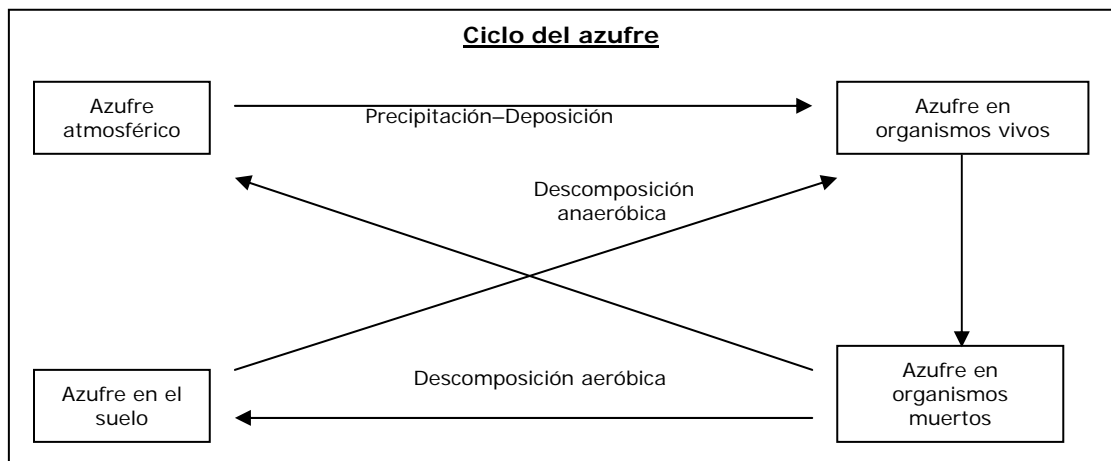 Ciclo del azufre
Azufre
atmosférico
Precipitación–Deposición
Azufre en
organismos vivos
Descomposición
anaeróbica
Azufre en el
suelo
Descomposición aeróbica
Azufre en
organismos
muertos